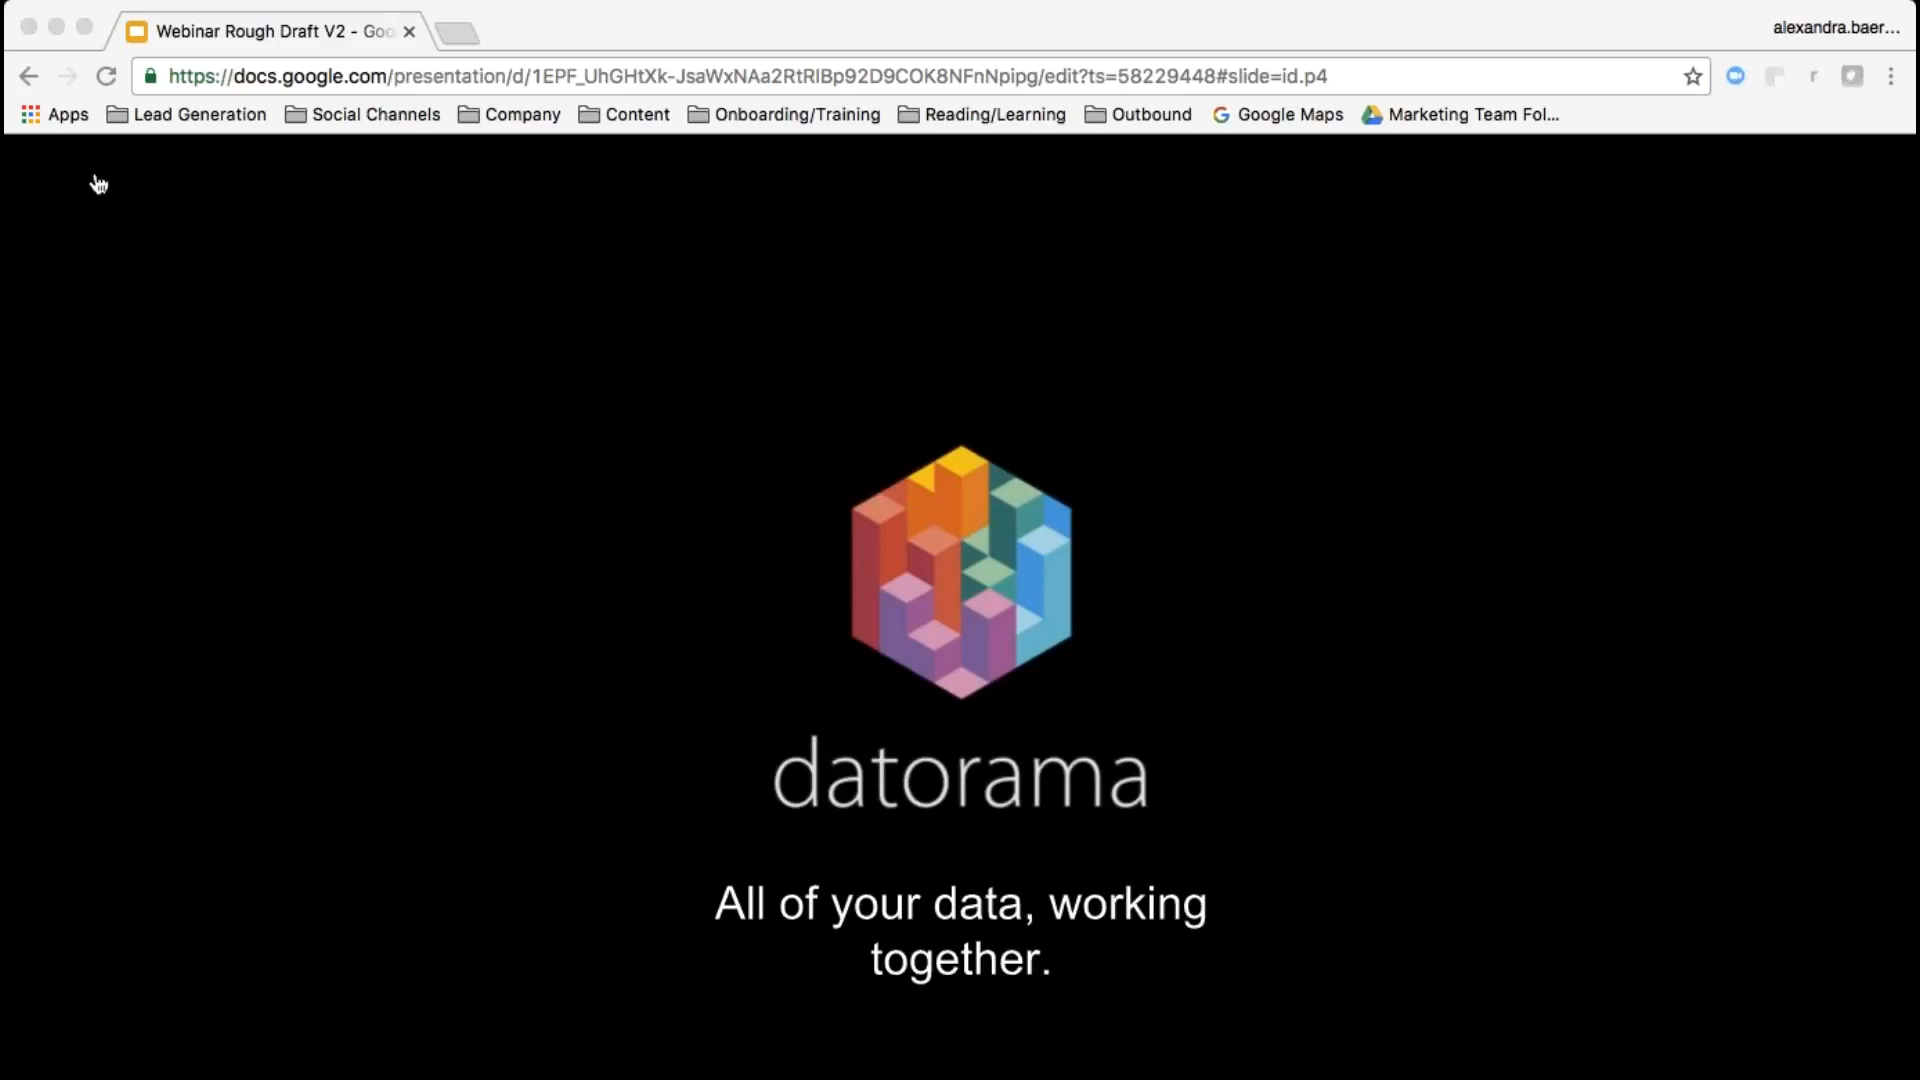 Webinar Rough Draft V2 - Goo
alexandra.baer...
https://docs.google.com/presentation/d/1EPF_UhGHtXk-JsaWxNAa2RtRIBp92D9COK8NFnNpipg/edit?ts=58229448#slide=id.p4
r
Apps Lead Generation Social Channels Company Content Onboarding/Training Reading/Learning Outbound Google Maps Marketing Team Fol...
datorama
All of your data, working
together.